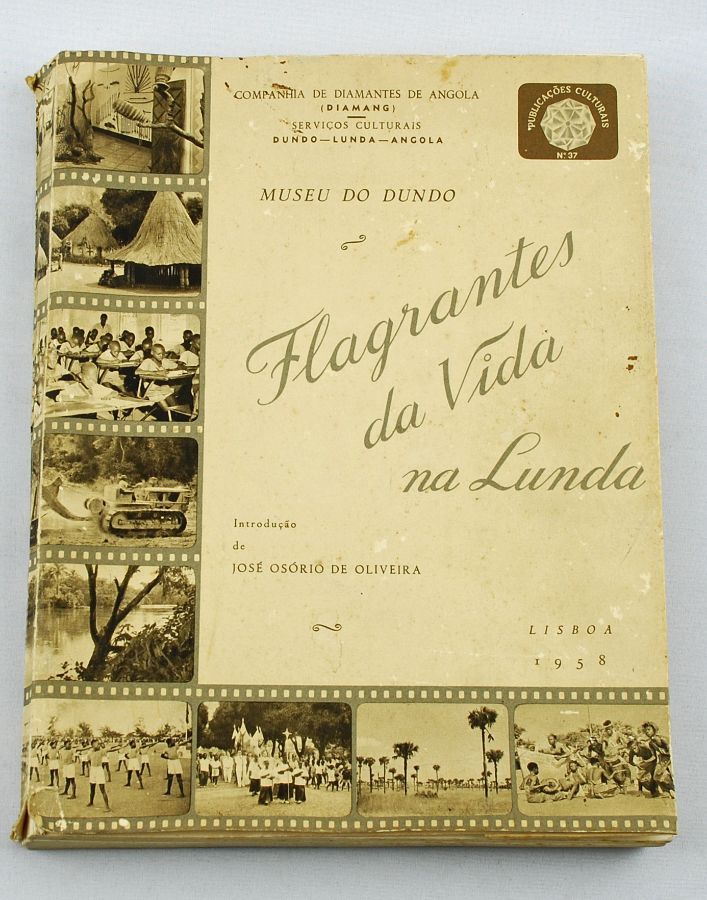 COMPANHIA DE DIAMANTES DE ANGOLA
(DIAMANG)
SERVIÇOS CULTURAIS
DUNDO—LUNDA—ANGOLA
PUBLICAÇÕES CULTURAIS
N.º 37
MUSEU DO DUNDO
Flagrantes
da Vida
na Lunda
Introdução
de
JOSÉ OSÓRIO DE OLIVEIRA
LISBOA
1958